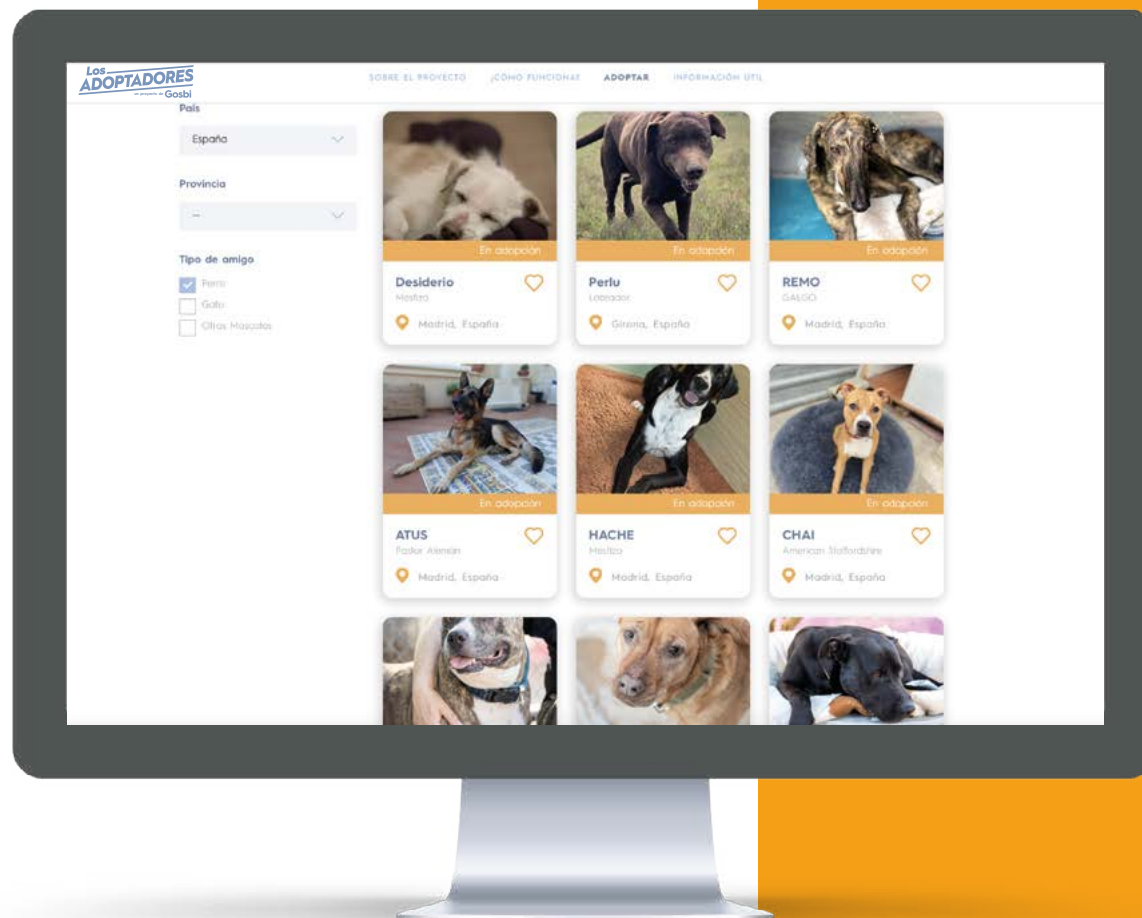 Los
ADOPTADORES
Gosbi
SOBRE EL PROYECTO ¿CÓMO FUNCIONA? ADOPTAR INFORMACIÓN ÚTIL
País
España
Provincia
--
Tipo de amigo
Perro
Gato
Otras Mascotas
En adopción
Desiderio
Mestizo
Madrid, España
En adopción
Perlu
Labrador
Girona, España
En adopción
REMO
GALGO
Madrid, España
En adopción
ATUS
Pastor Alemán
Madrid, España
En adopción
HACHE
Mestizo
Madrid, España
En adopción
CHAI
American Staffordshire
Madrid, España